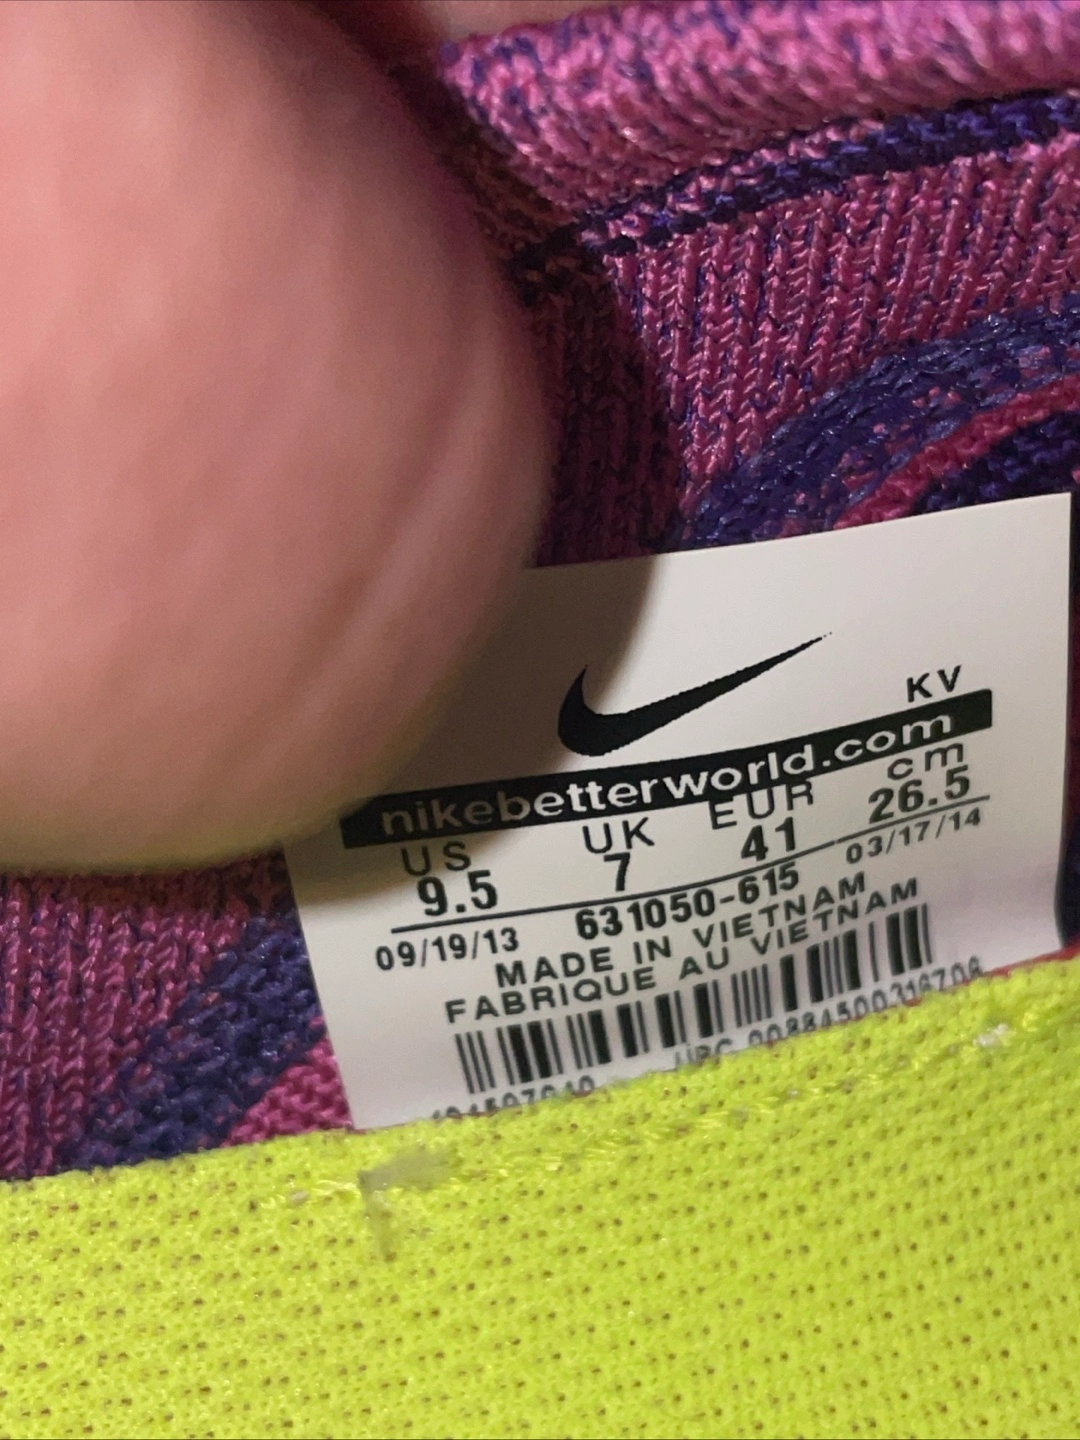 KV
nikebetterworld.com
US UK EUR cm
9.5 7 41 26.5
09/19/13 631050-615 03/17/14
MADE IN VIETNAM
FABRIQUE AU VIETNAM
UPC